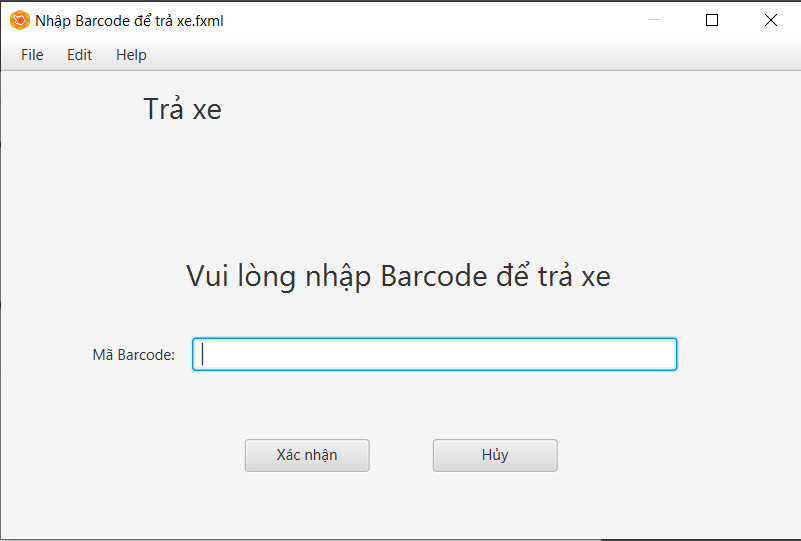 Nhập Barcode để trả xe.fxml
File Edit Help
Trả xe
Vui lòng nhập Barcode để trả xe
Mã Barcode:
Xác nhận Hủy